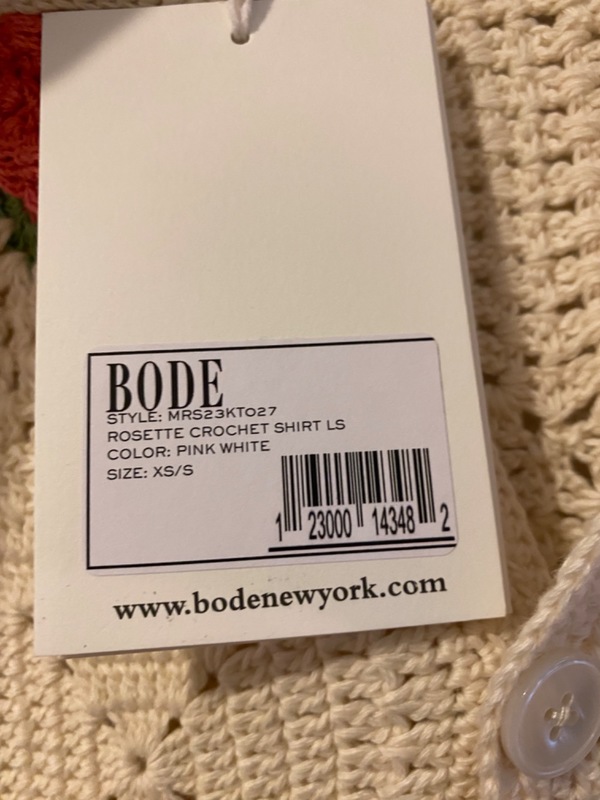 BODE
STYLE: MRS23KT027
ROSETTE CROCHET SHIRT LS
COLOR: PINK WHITE
SIZE: XS/S
1 23000 14348 2
www.bodenewyork.com